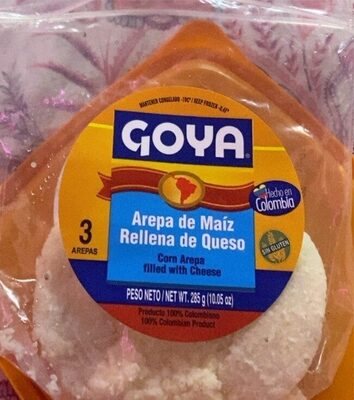 MANTENER CONGELADO -18C° / KEEP FROZEN -0.4F°
GOYA
Arepa de Maíz
Rellena de Queso
Corn Arepa
filled with Cheese
3
AREPAS
Hecho en
Colombia
SIN GLUTEN
PESO NETO / NET WT. 285 g (10.05 oz)
Producto 100% Colombiano
100% Colombian Product